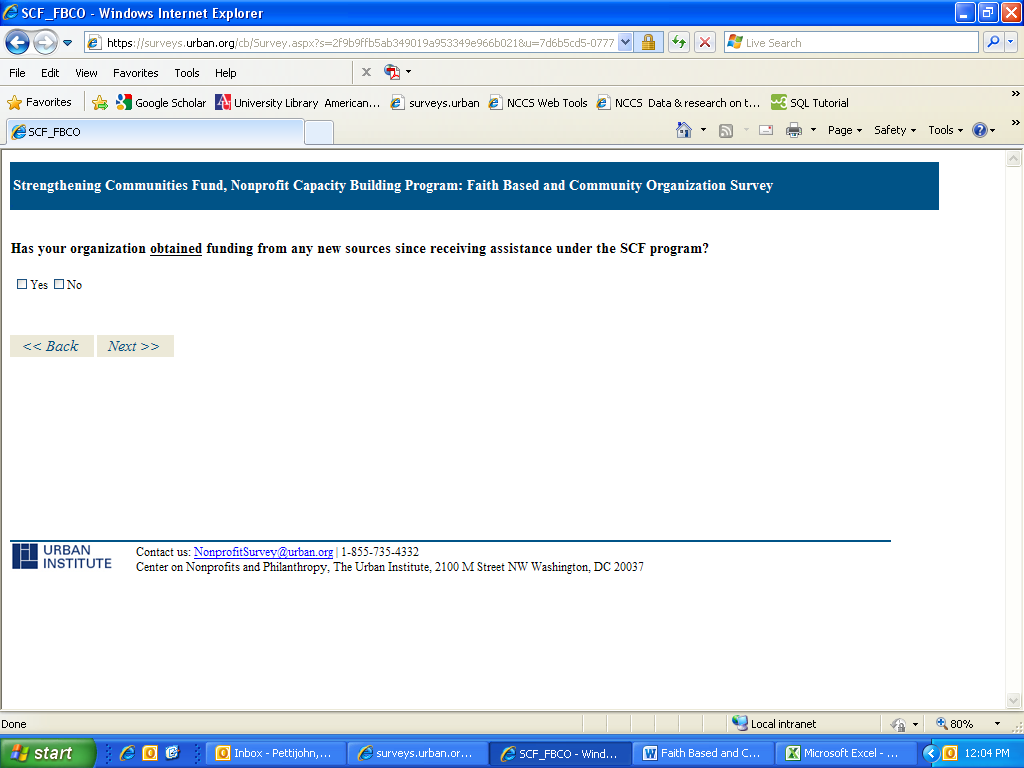 SCF_FBCO - Windows Internet Explorer
https://surveys.urban.org/cb/Survey.aspx?s=2f9b9ffb5ab349019a953349e966b021&u=7d6b5cd5-0777
Live Search
File Edit View Favorites Tools Help
x
Favorites Google Scholar University Library American... surveys.urban NCCS Web Tools NCCS Data & research on t... SQL Tutorial
SCF_FBCO
Page Safety Tools
Strengthening Communities Fund, Nonprofit Capacity Building Program: Faith Based and Community Organization Survey
Has your organization obtained funding from any new sources since receiving assistance under the SCF program?
Yes No
<< Back Next >>
URBAN INSTITUTE
Contact us: NonprofitSurvey@urban.org | 1-855-735-4332
Center on Nonprofits and Philanthropy, The Urban Institute, 2100 M Street NW Washington, DC 20037
Done Local intranet 80%
start Inbox - Pettijohn,... surveys.urban.or... SCF_FBCO - Wind... Faith Based and C... Microsoft Excel - ... 12:04 PM